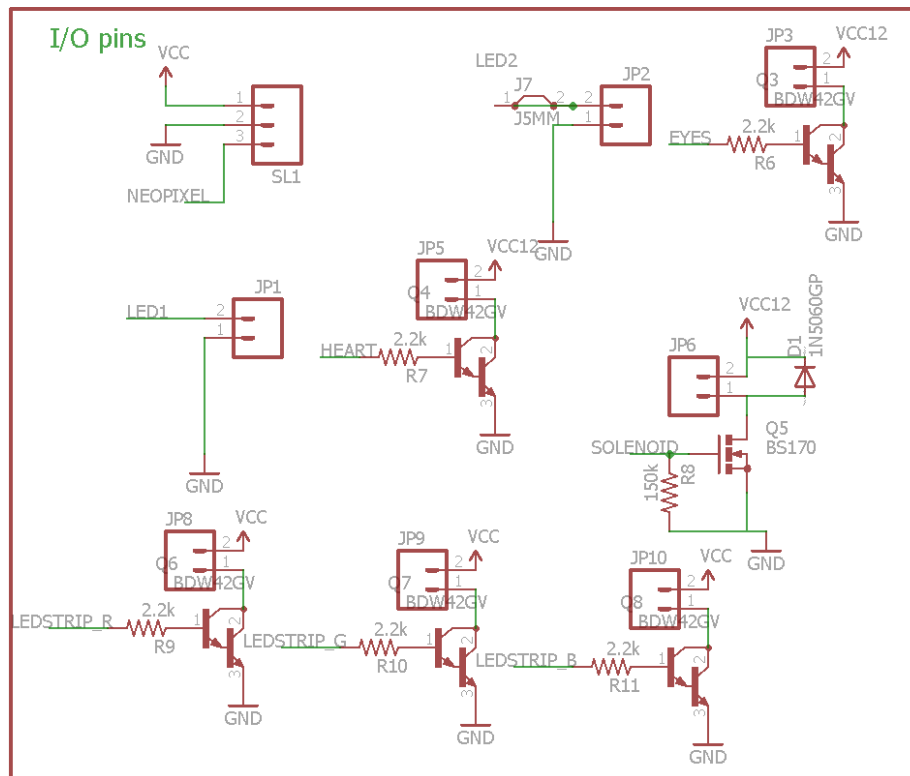 I/O pins
VCC
1
2
3
GND
SL1
NEOPIXEL
LED2
J7
1
2
J5MM
2
1
JP2
GND
JP3
VCC12
2
1
Q3
BDW42GV
EYES
2.2k
R6
1
2
3
GND
LED1
2
1
JP1
GND
JP5
VCC12
2
1
Q4
BDW42GV
HEART
2.2k
R7
1
2
3
GND
VCC12
D1
1N5060GP
JP6
2
1
SOLENOID
Q5
BS170
150k
R8
GND
JP8
VCC
2
1
Q6
BDW42GV
LEDSTRIP_R
2.2k
R9
1
2
3
GND
JP9
VCC
2
1
Q7
BDW42GV
LEDSTRIP_G
2.2k
R10
1
2
3
GND
JP10
VCC
2
1
Q8
BDW42GV
LEDSTRIP_B
2.2k
R11
1
2
3
GND